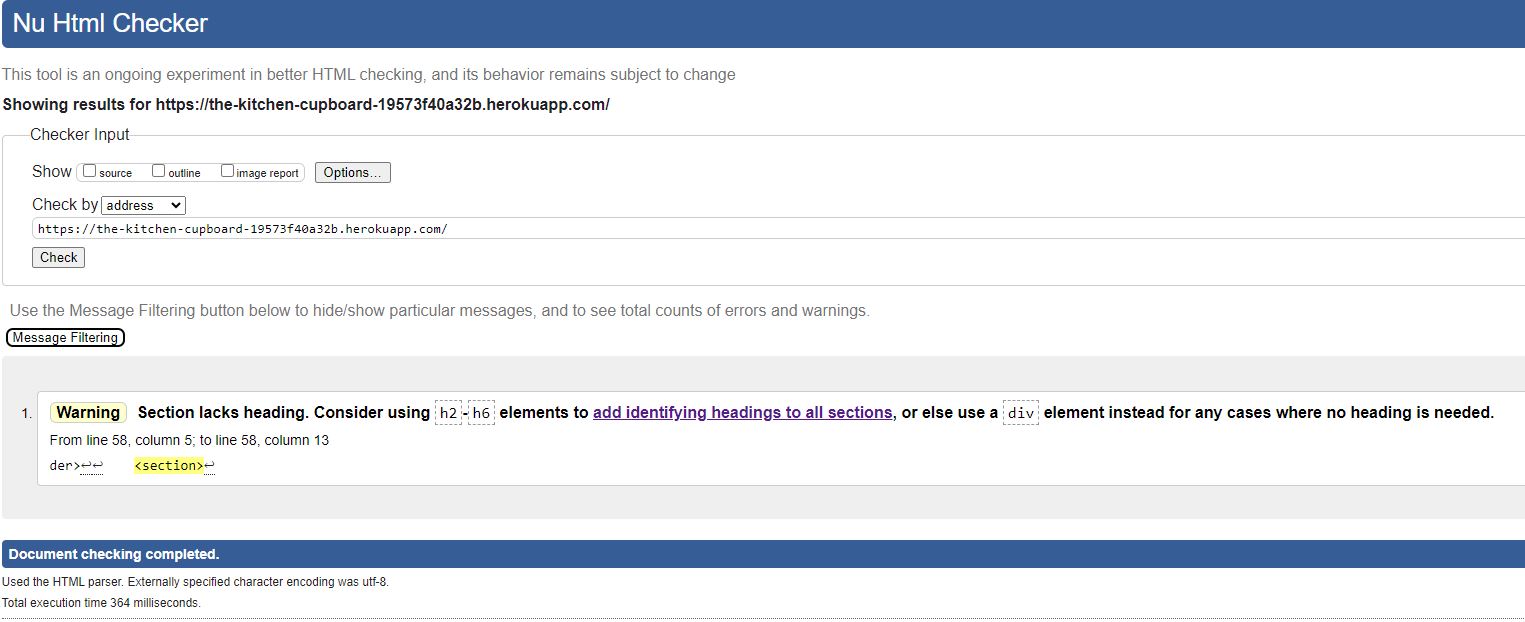 Nu Html Checker
This tool is an ongoing experiment in better HTML checking, and its behavior remains subject to change
Showing results for https://the-kitchen-cupboard-19573f40a32b.herokuapp.com/
Checker Input
Show source outline image report Options...
Check by address
https://the-kitchen-cupboard-19573f40a32b.herokuapp.com/
Check
Use the Message Filtering button below to hide/show particular messages, and to see total counts of errors and warnings.
Message Filtering
1. Warning Section lacks heading. Consider using h2-h6 elements to add identifying headings to all sections, or else use a div element instead for any cases where no heading is needed.
From line 58, column 5; to line 58, column 13
der>↩↩ <section>↩
Document checking completed.
Used the HTML parser. Externally specified character encoding was utf-8.
Total execution time 364 milliseconds.